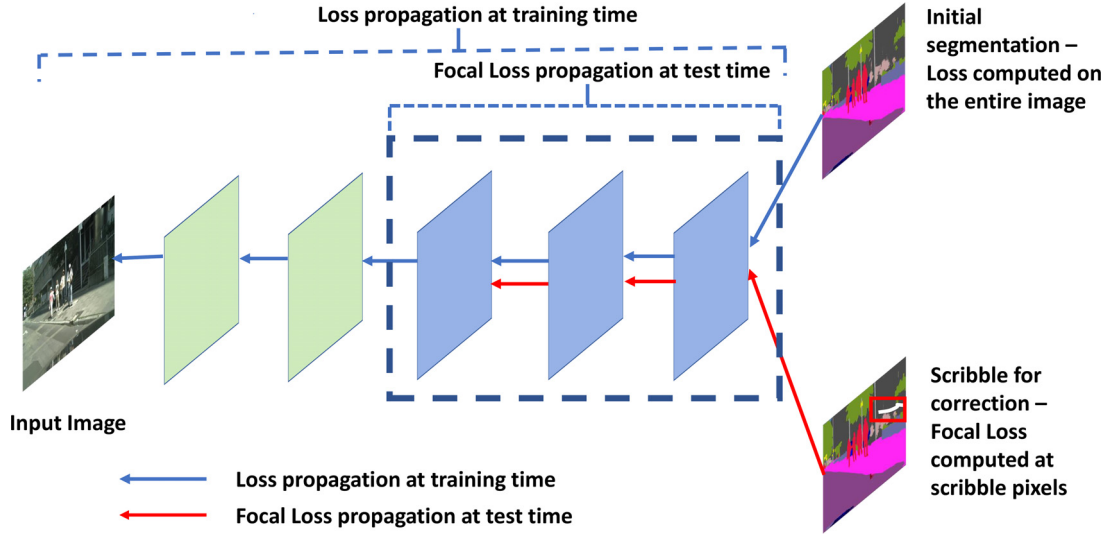 Loss propagation at training time
Focal Loss propagation at test time
Initial
segmentation –
Loss computed on
the entire image
Input Image
Scribble for
correction –
Focal Loss
computed at
scribble pixels
Loss propagation at training time
Focal Loss propagation at test time